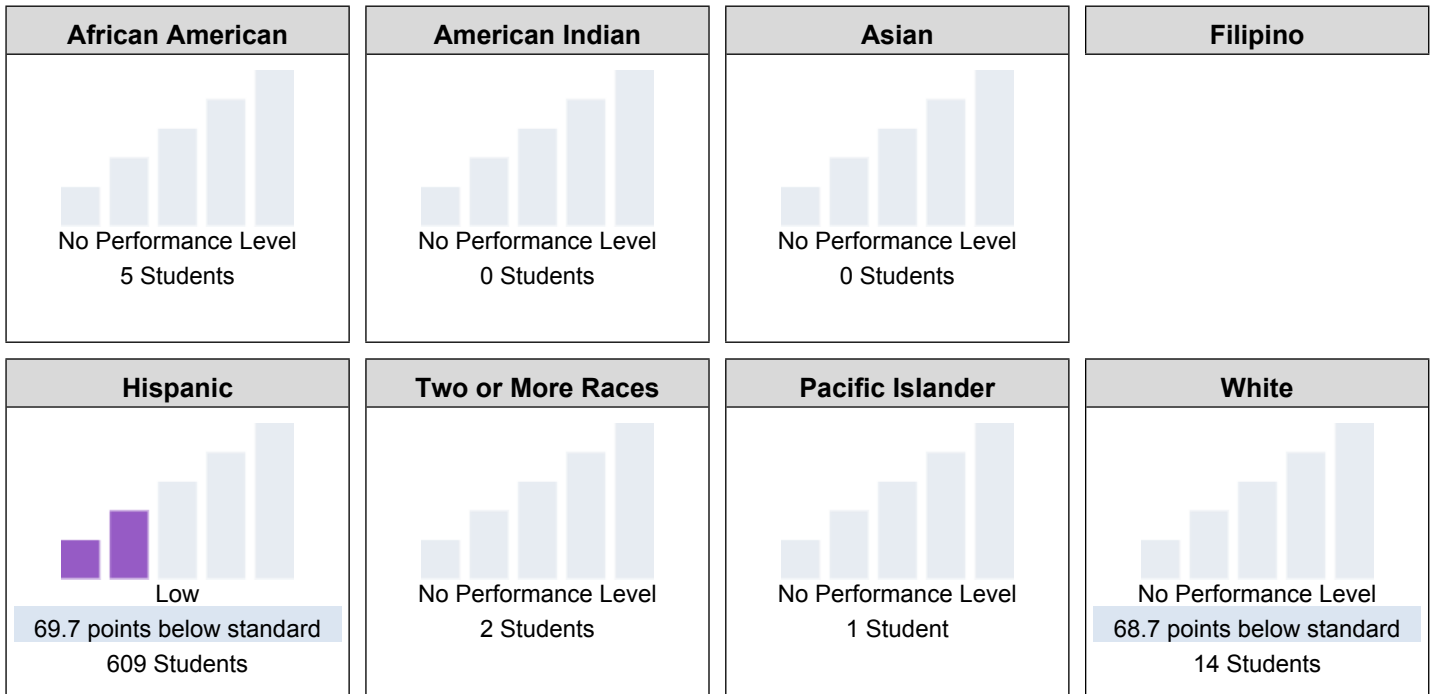 African American
No Performance Level
5 Students
American Indian
No Performance Level
0 Students
Asian
No Performance Level
0 Students
Filipino
Hispanic
Low
69.7 points below standard
609 Students
Two or More Races
No Performance Level
2 Students
Pacific Islander
No Performance Level
1 Student
White
No Performance Level
68.7 points below standard
14 Students